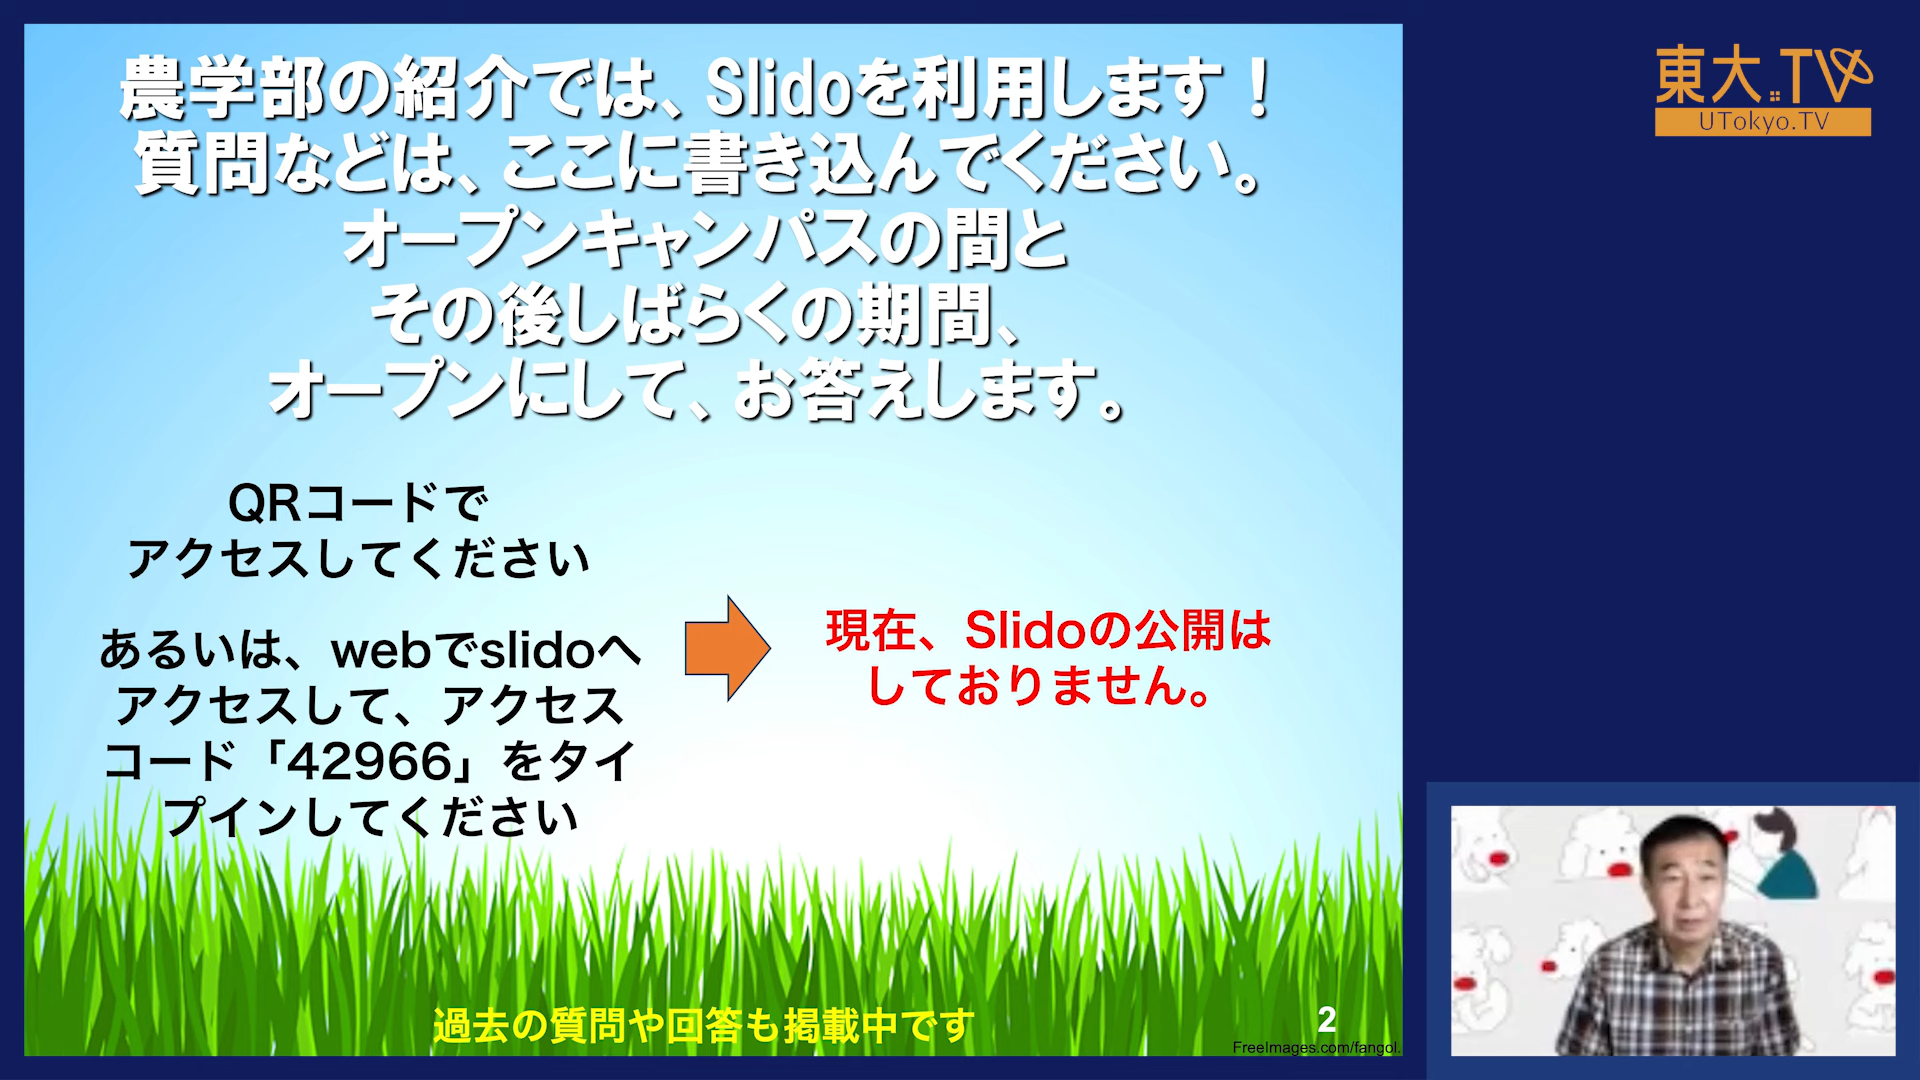 農学部の紹介では、Slidoを利用します！
質問などは、ここに書き込んでください。
オープンキャンパスの間と
その後しばらくの期間、
オープンにして、お答えします。
QRコードで
アクセスしてください
あるいは、webでslidoへ
アクセスして、アクセス
コード「42966」をタイ
プインしてください
現在、Slidoの公開は
しておりません。
過去の質問や回答も掲載中です
2
FreeImages.com/fangol.
東大TV
UTokyo.TV